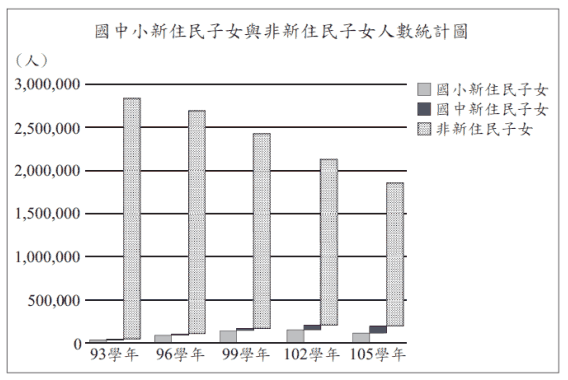 國中小新住民子女與非新住民子女人數統計圖
（人）
3,000,000
2,500,000
2,000,000
1,500,000
1,000,000
500,000
0
93學年 96學年 99學年 102學年 105學年
國小新住民子女
國中新住民子女
非新住民子女